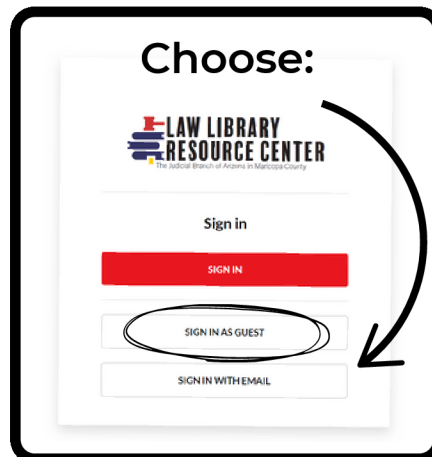 Choose:
LAW LIBRARY
RESOURCE CENTER
The Judicial Branch of Arizona in Maricopa County
Sign in
SIGN IN
SIGN IN AS GUEST
SIGN IN WITH EMAIL